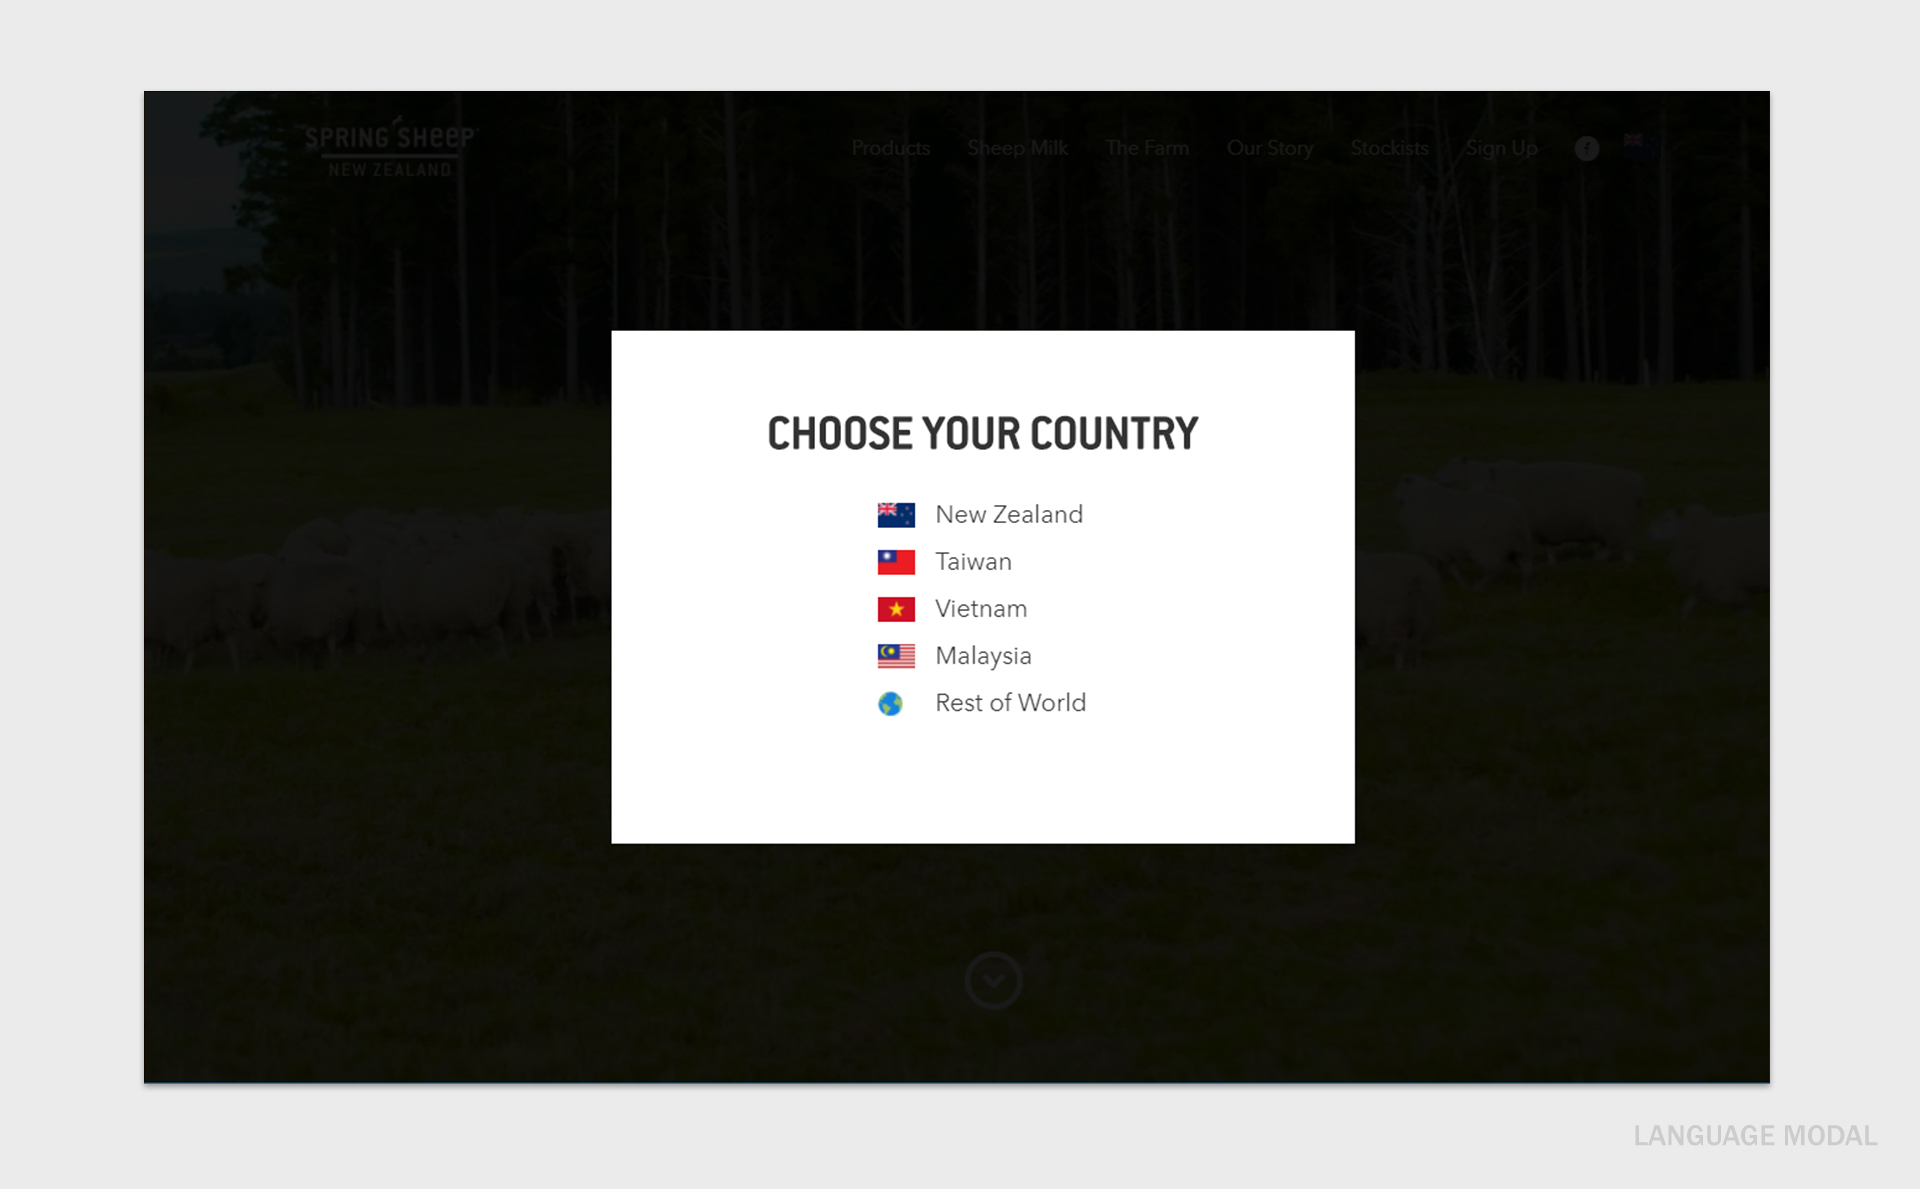 SPRING SHEEP
NEW ZEALAND
Products Sheep Milk The Farm Our Story Stockists Sign Up f
CHOOSE YOUR COUNTRY
New Zealand
Taiwan
Vietnam
Malaysia
Rest of World
LANGUAGE MODAL